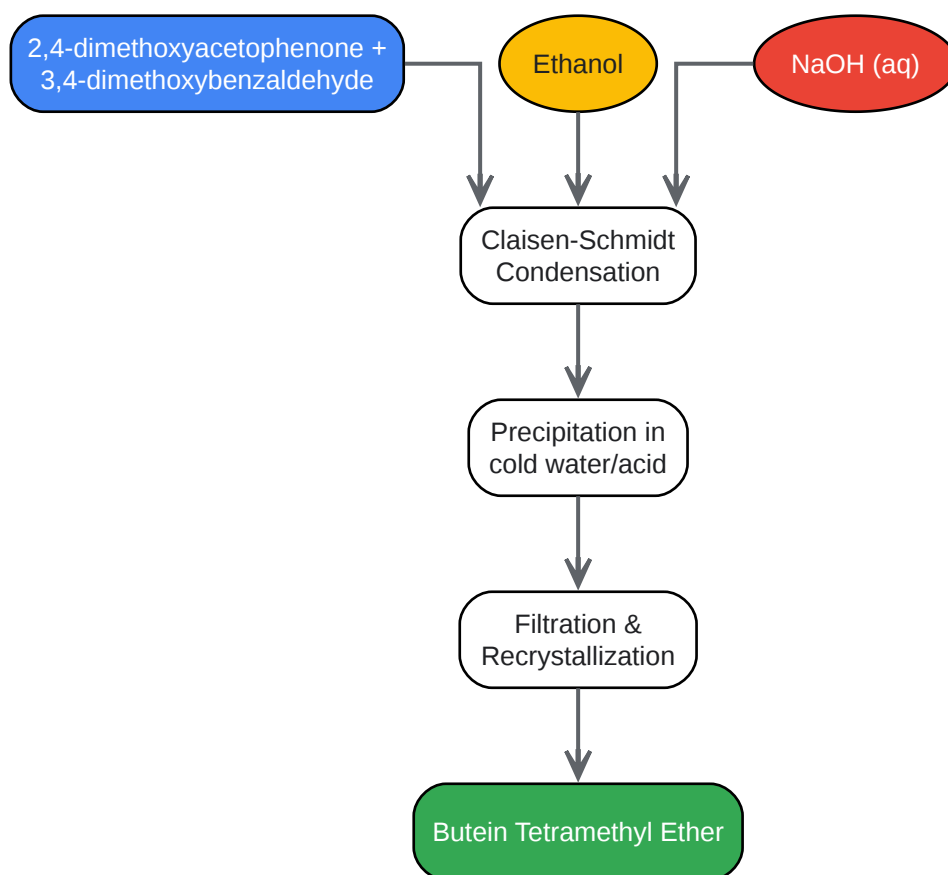 2,4-dimethoxyacetophenone +
3,4-dimethoxybenzaldehyde
Ethanol
NaOH (aq)
Claisen-Schmidt
Condensation
Precipitation in
cold water/acid
Filtration &
Recrystallization
Butein Tetramethyl Ether